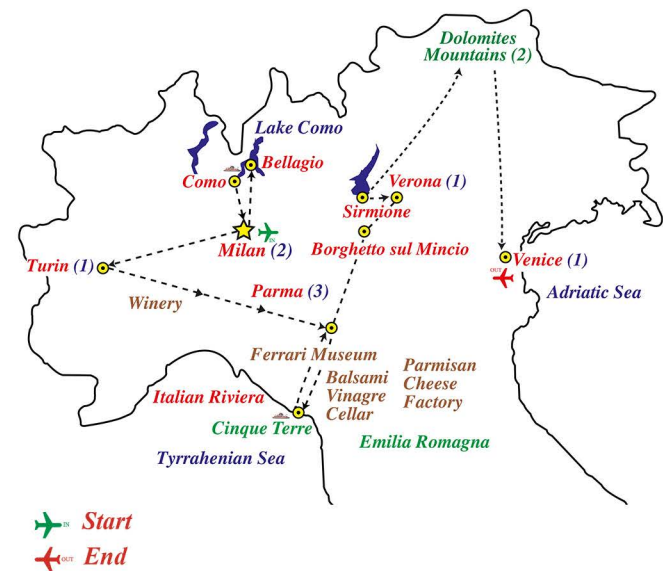 Dolomites
Mountains (2)
Lake Como
Bellagio
Como
Verona (1)
Sirmione
IN
Milan (2)
Borghetto sul Mincio
Turin (1)
Venice (1)
OUT
Winery
Parma (3)
Adriatic Sea
Ferrari Museum
Parmisan
Cheese
Factory
Balsami
Vinagre
Cellar
Italian Riviera
Cinque Terre
Emilia Romagna
Tyrrahenian Sea
IN Start
OUT End